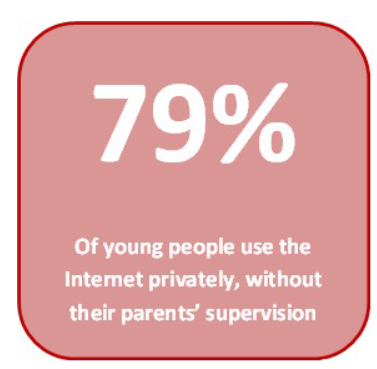 79%
Of young people use the
Internet privately, without
their parents’ supervision